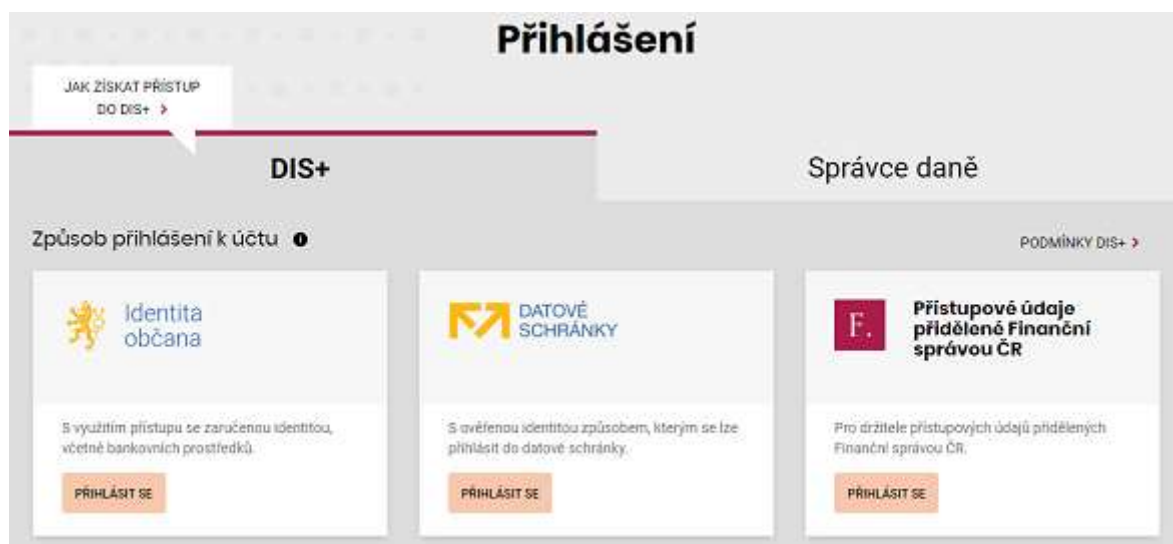 Přihlášení
JAK ZÍSKAT PŘÍSTUP
DO DIS+ >
DIS+
Správce daně
Způsob přihlášení k účtu
PODMÍNKY DIS+ >
Identita
občana
DATOVÉ
SCHRÁNKY
F.
Přístupové údaje
přidělené Finanční
správou ČR
S využitím přístupu se zaručenou identitou,
včetně bankovních prostředků.
S ověřenou identitou způsobem, kterým se lze
přihlásit do datové schránky.
Pro držitele přístupových údajů přidělených
Finanční správou ČR.
PŘIHLÁSIT SE
PŘIHLÁSIT SE
PŘIHLÁSIT SE